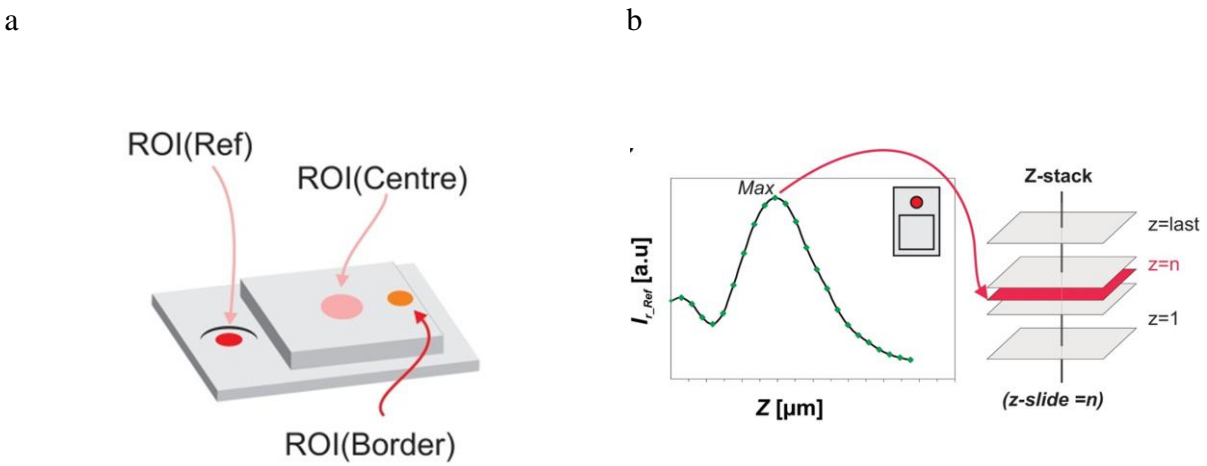 a
b
ROI(Ref)
ROI(Centre)
ROI(Border)
Max
I_r_Ref [a.u]
Z [µm]
Z-stack
z=last
z=n
z=1
(z-slide =n)